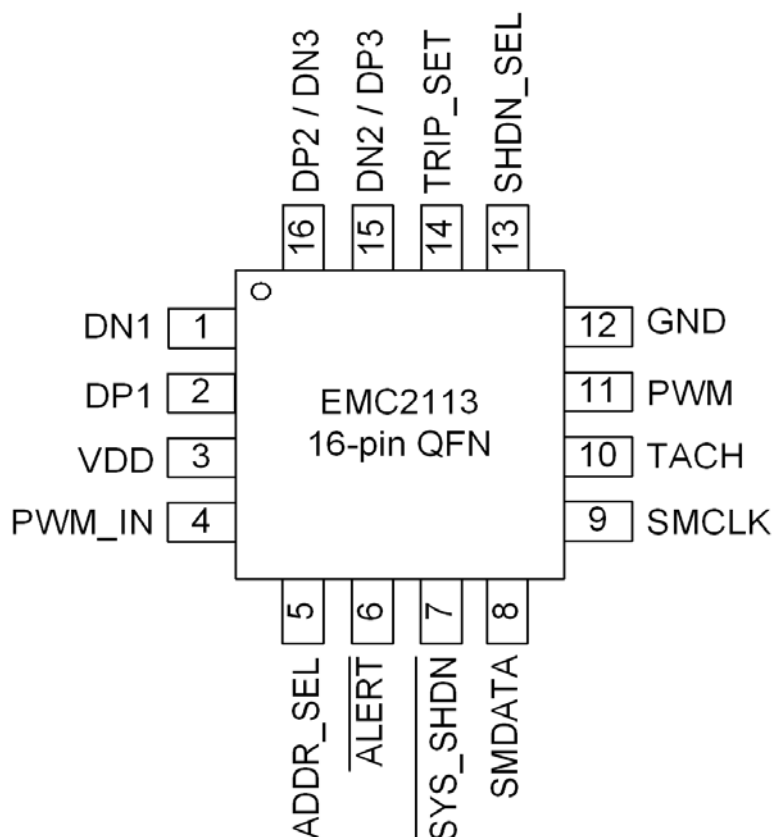 DP2 / DN3
DN2 / DP3
TRIP_SET
SHDN_SEL
16
15
14
13
DN1 1
DP1 2
VDD 3
PWM_IN 4
EMC2113
16-pin QFN
12 GND
11 PWM
10 TACH
9 SMCLK
5
6
7
8
ADDR_SEL
ALERT
SYS_SHDN
SMDATA